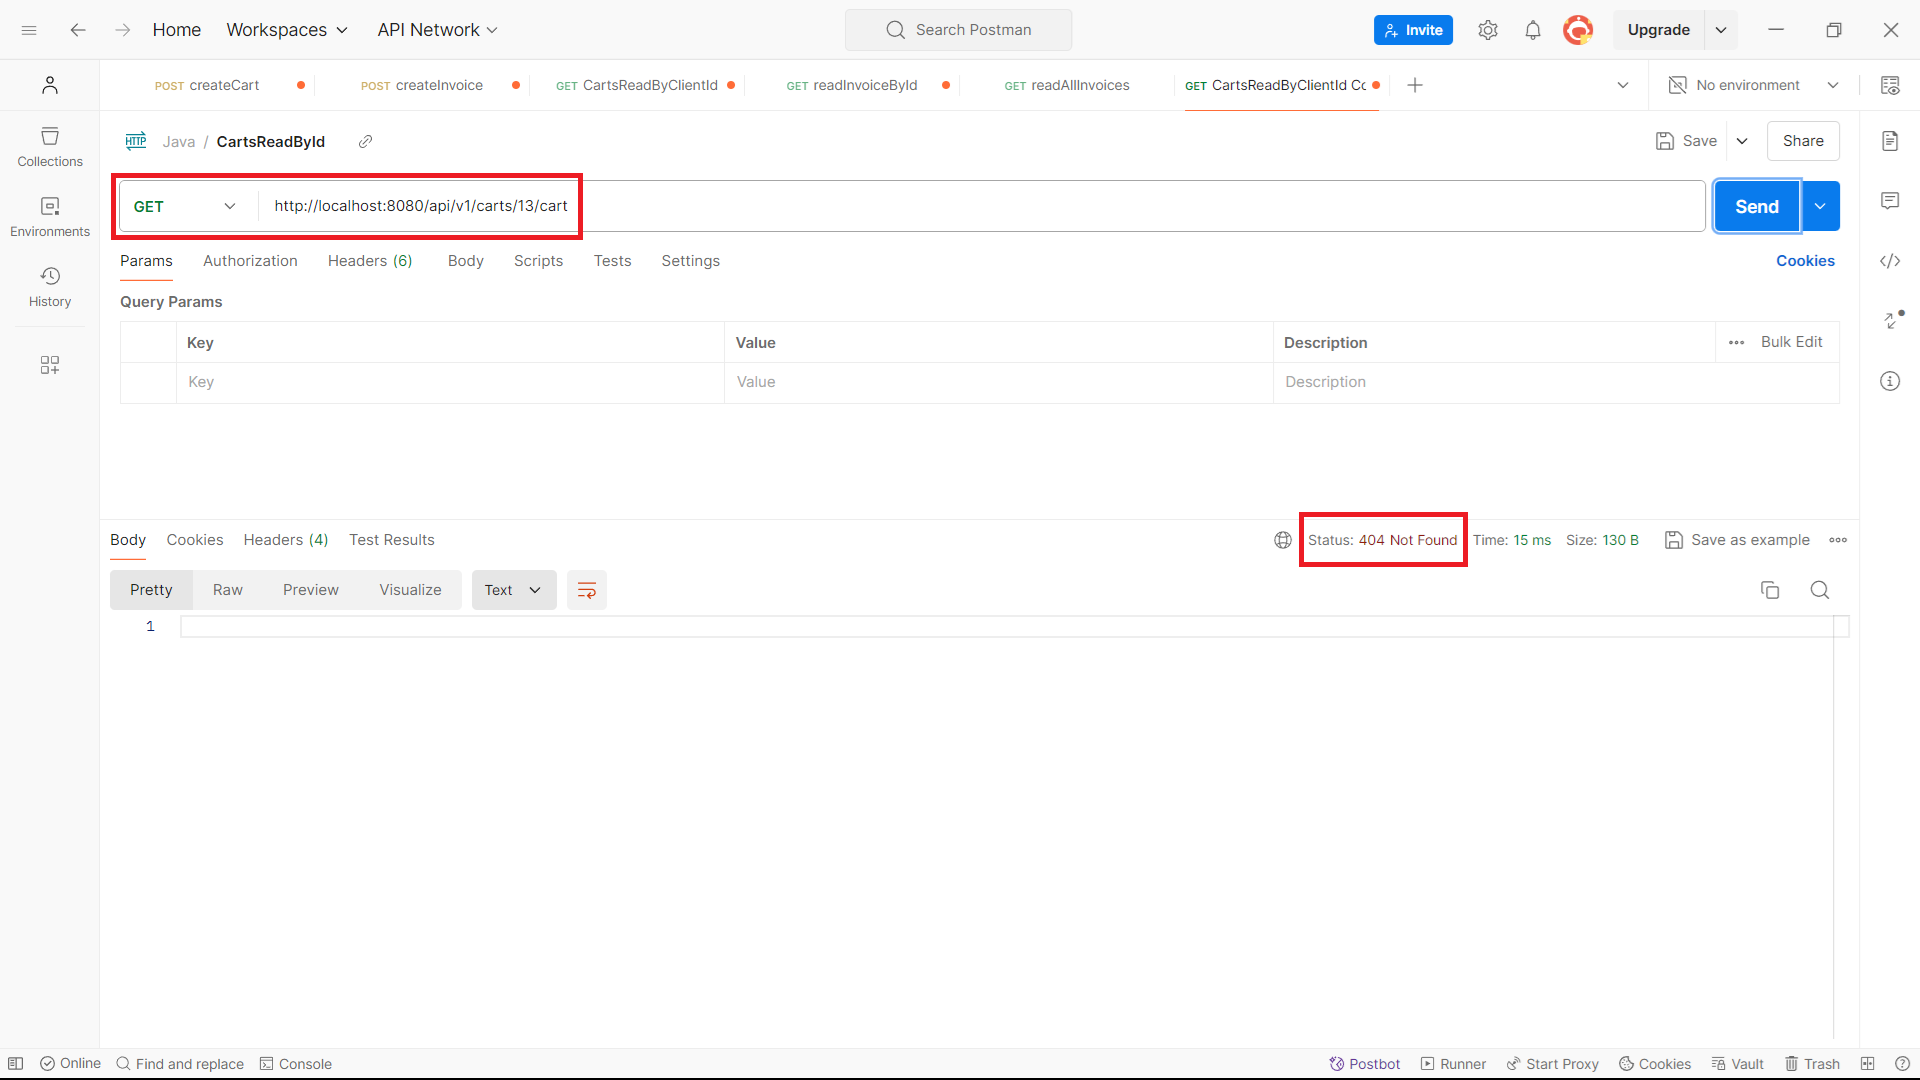 Home Workspaces API Network Search Postman Invite Upgrade
POST createCart POST createInvoice GET CartsReadByClientId GET readInvoiceById GET readAllInvoices GET CartsReadByClientId Cc No environment
Java / CartsReadById Save Share
Collections
GET http://localhost:8080/api/v1/carts/13/cart Send
Environments
Params Authorization Headers (6) Body Scripts Tests Settings Cookies
History
Query Params
Key Value Description Bulk Edit
Key Value Description
Body Cookies Headers (4) Test Results Status: 404 Not Found Time: 15 ms Size: 130 B Save as example
Pretty Raw Preview Visualize Text
1
Online Find and replace Console Postbot Runner Start Proxy Cookies Vault Trash